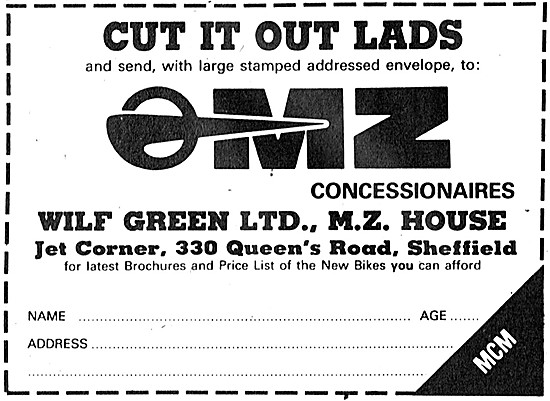 CUT IT OUT LADS
and send, with large stamped addressed envelope, to:
MZ
CONCESSIONAIRES
WILF GREEN LTD., M.Z. HOUSE
Jet Corner, 330 Queen's Road, Sheffield
for latest Brochures and Price List of the New Bikes you can afford
NAME ........................................ AGE ......
ADDRESS ........................................
MCM